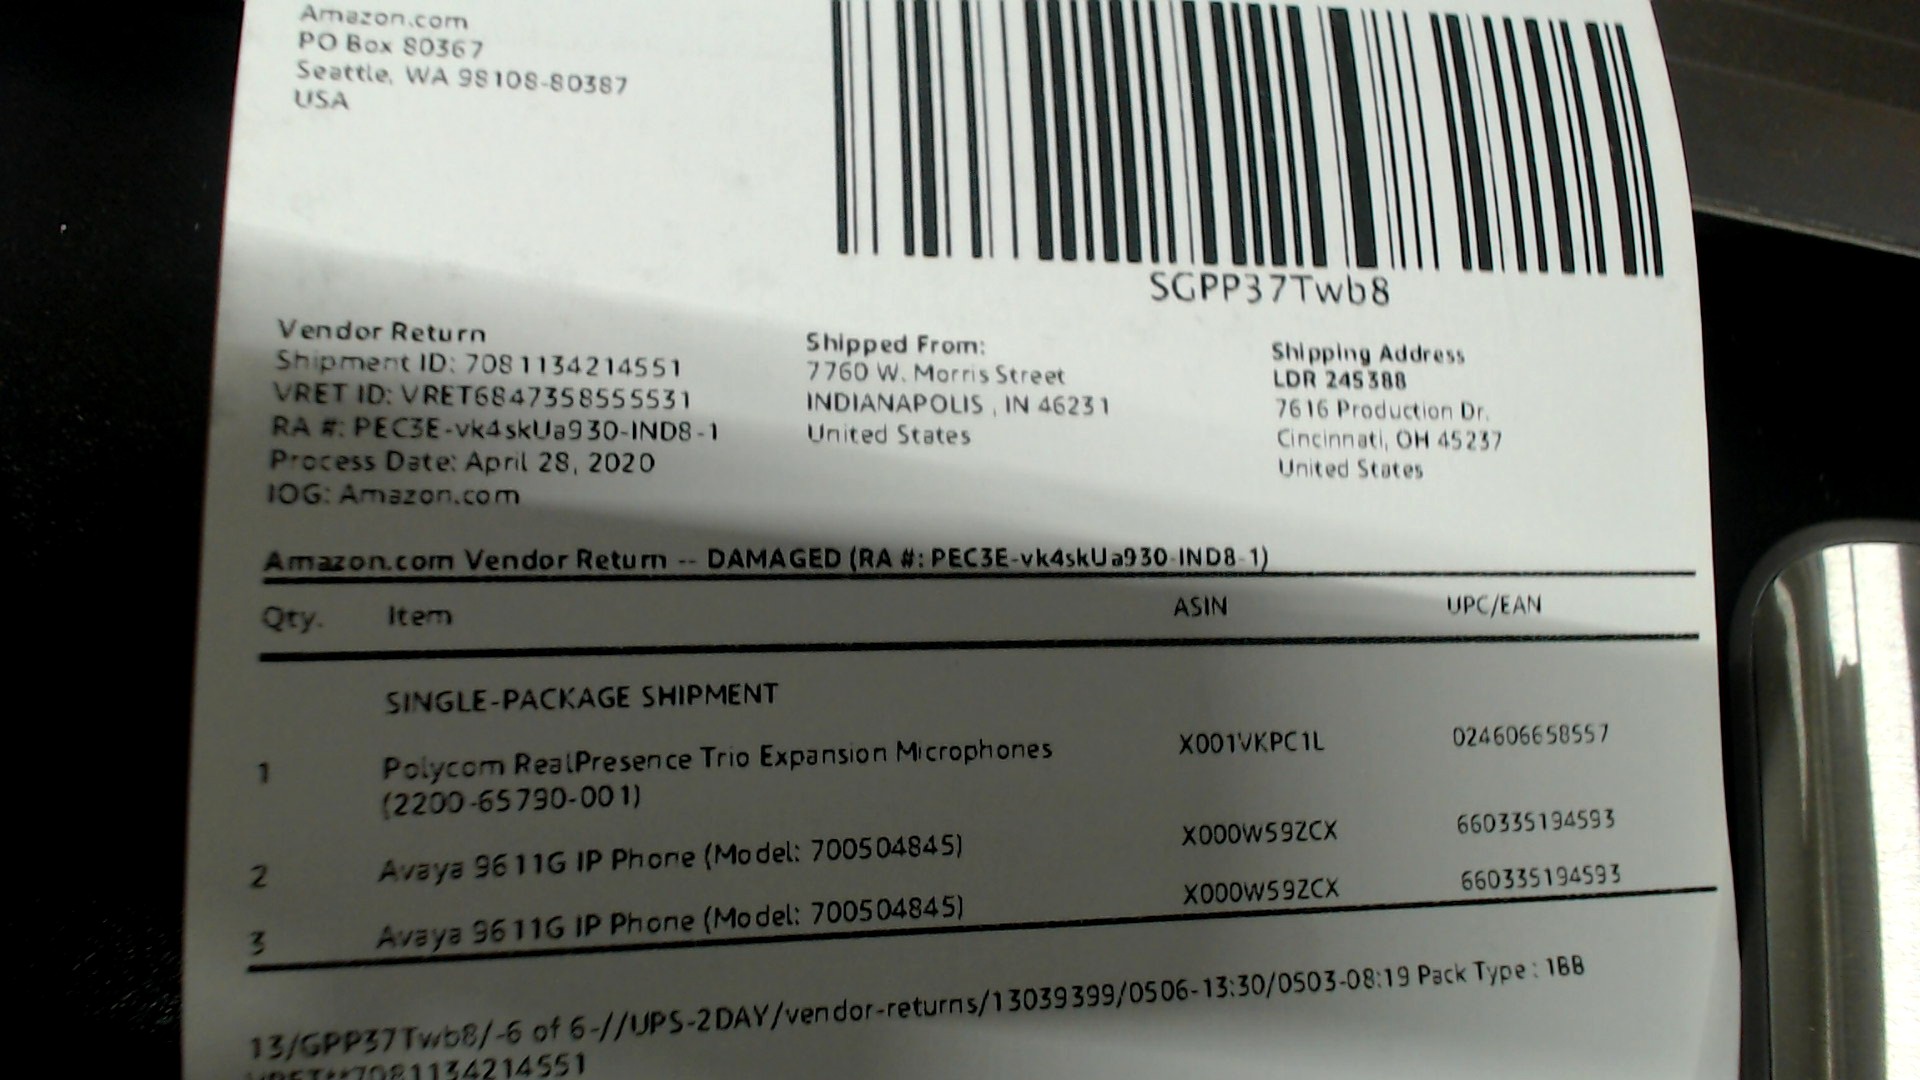 Amazon.com
PO Box 80367
Seattle, WA 98108-80387
USA
SGPP37Twb8
Vendor Return
Shipment ID: 7081134214551
VRET ID: VRET6847358555531
RA #: PEC3E-vk4skUa930-IND8-1
Process Date: April 28, 2020
IOG: Amazon.com
Shipped From:
7760 W. Morris Street
INDIANAPOLIS , IN 46231
United States
Shipping Address
LDR 245388
7616 Production Dr.
Cincinnati, OH 45237
United States
Amazon.com Vendor Return -- DAMAGED (RA #: PEC3E-vk4skUa930-IND8-1)
Qty. Item ASIN UPC/EAN
SINGLE-PACKAGE SHIPMENT
1 Polycom RealPresence Trio Expansion Microphones X001VKPC1L 024606658557
(2200-65790-001)
2 Avaya 9611G IP Phone (Model: 700504845) X000W59ZCX 660335194593
3 Avaya 9611G IP Phone (Model: 700504845) X000W59ZCX 660335194593
13/GPP37Twb8/-6 of 6-//UPS-2DAY/vendor-returns/13039399/0506-13:30/0503-08:19 Pack Type : 1BB
VRET**7081134214551